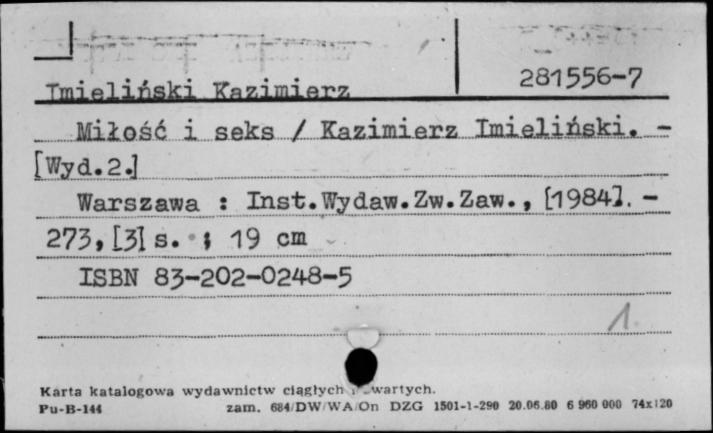 281556-7
Imieliński Kazimierz
Miłość i seks / Kazimierz Imieliński. -
[Wyd.2.]
Warszawa : Inst.Wydaw.Zw.Zaw., [1984]. -
273,[3] s. ; 19 cm
ISBN 83-202-0248-5
1.
Karta katalogowa wydawnictw ciągłych i zwartych.
Pu-B-144 zam. 684/DW/WA/On DZG 1501-1-290 20.06.80 6 960 000 74x120